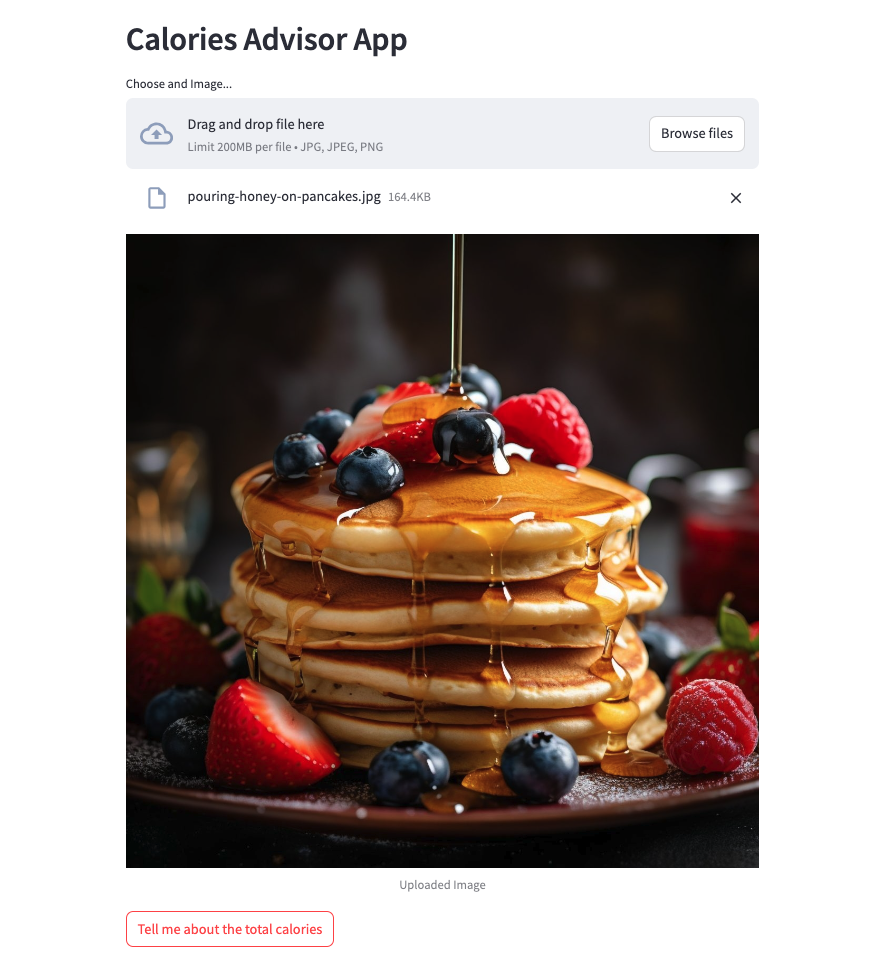 Calories Advisor App
Choose and Image...
Drag and drop file here
Limit 200MB per file • JPG, JPEG, PNG
Browse files
pouring-honey-on-pancakes.jpg 164.4KB
Uploaded Image
Tell me about the total calories